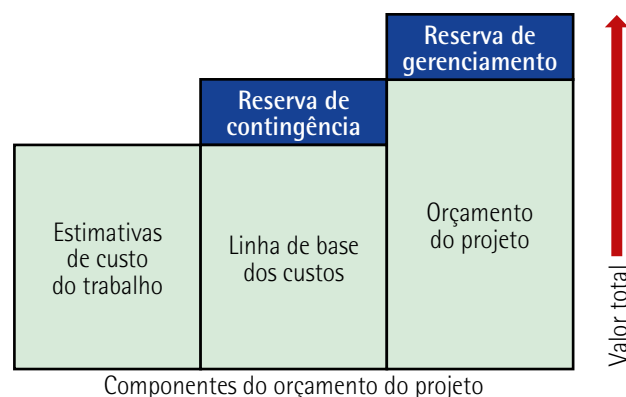 Reserva de
gerenciamento
Reserva de
contingência
Estimativas
de custo
do trabalho
Linha de base
dos custos
Orçamento
do projeto
Valor total
Componentes do orçamento do projeto